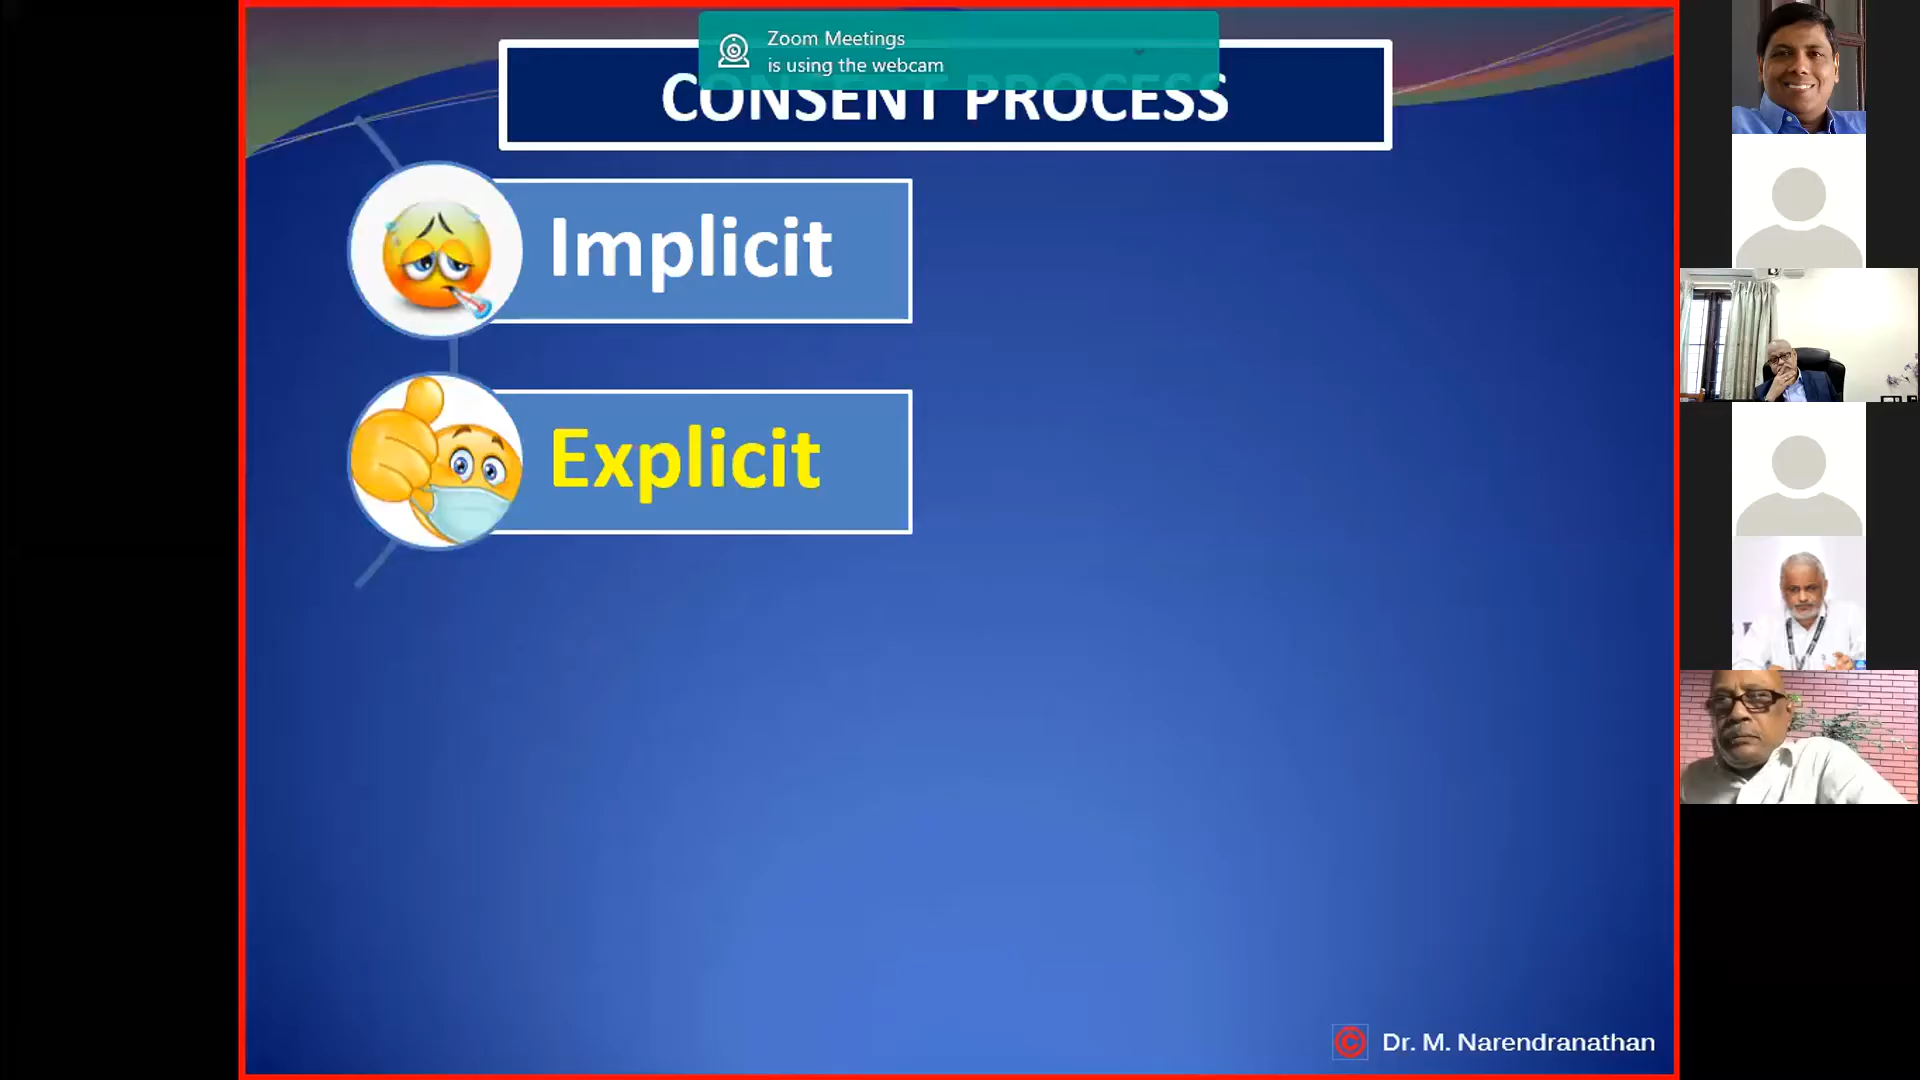 Zoom Meetings
is using the webcam
CONSENT PROCESS
Implicit
Explicit
© Dr. M. Narendranathan